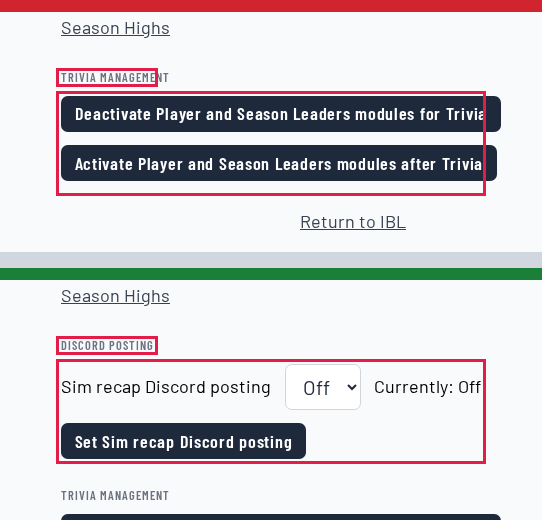 Season Highs
TRIVIA MANAGEMENT
Deactivate Player and Season Leaders modules for Trivia
Activate Player and Season Leaders modules after Trivia
Return to IBL
Season Highs
DISCORD POSTING
Sim recap Discord posting Off Currently: Off
Set Sim recap Discord posting
TRIVIA MANAGEMENT